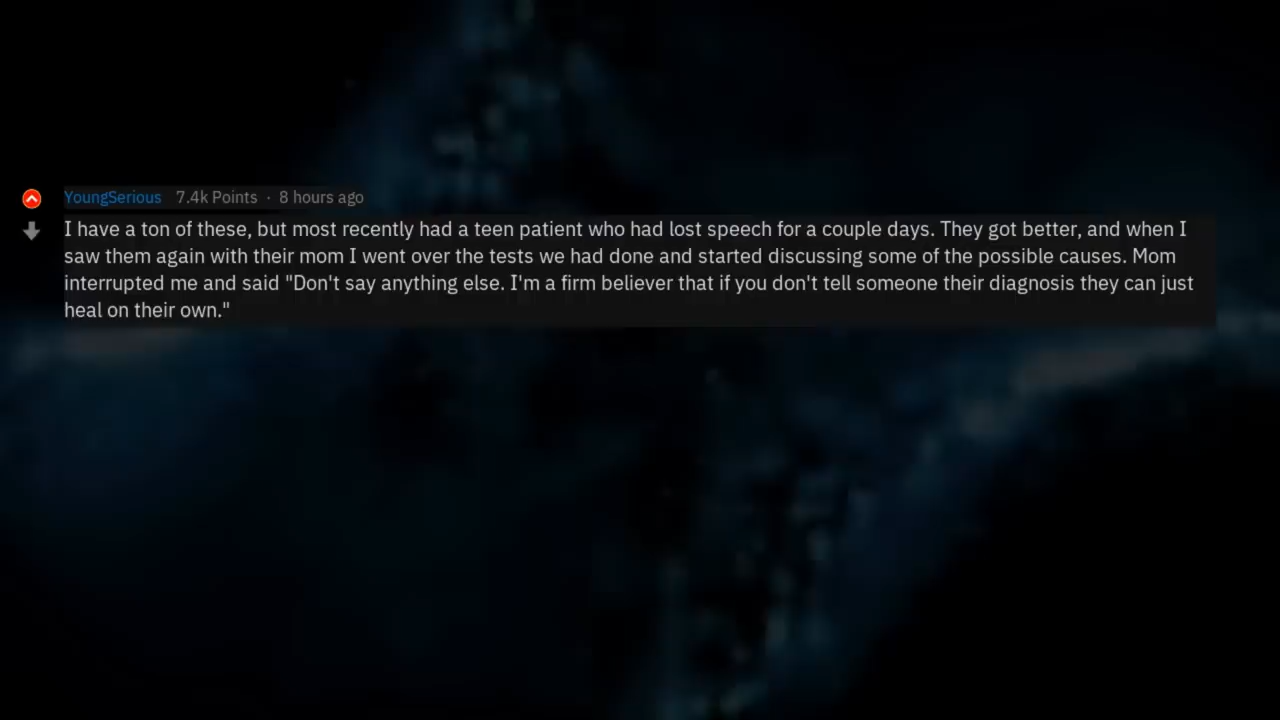 YoungSerious 7.4k Points · 8 hours ago
I have a ton of these, but most recently had a teen patient who had lost speech for a couple days. They got better, and when I
saw them again with their mom I went over the tests we had done and started discussing some of the possible causes. Mom
interrupted me and said "Don't say anything else. I'm a firm believer that if you don't tell someone their diagnosis they can just
heal on their own."